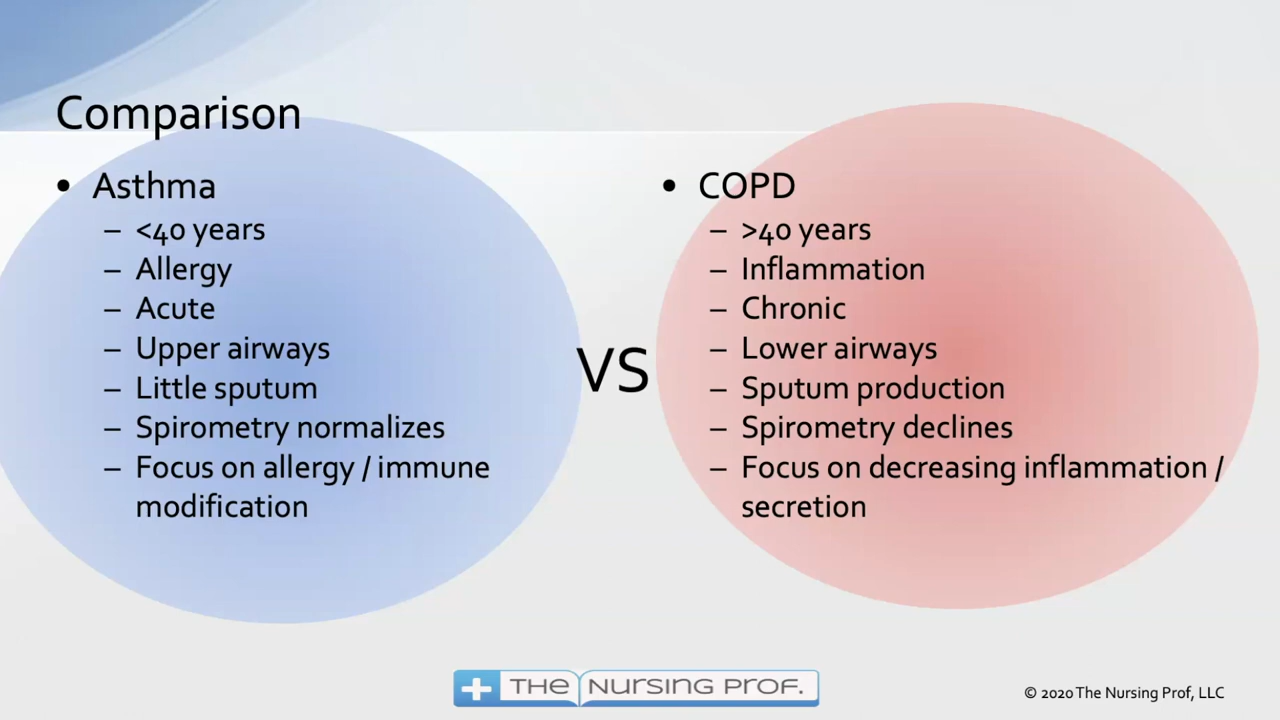 Comparison
• Asthma
– <40 years
– Allergy
– Acute
– Upper airways
– Little sputum
– Spirometry normalizes
– Focus on allergy / immune
modification
VS
• COPD
– >40 years
– Inflammation
– Chronic
– Lower airways
– Sputum production
– Spirometry declines
– Focus on decreasing inflammation /
secretion
THE NURSING PROF.
© 2020 The Nursing Prof, LLC